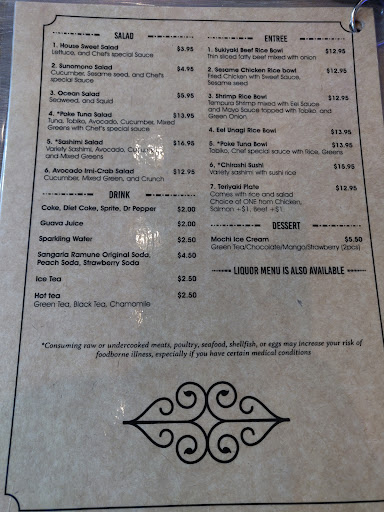 SALAD
1. House Sweet Salad $3.95
Lettuce, and Chef's special Sauce
2. Sunomono Salad $4.95
Cucumber, Sesame seed, and Chef's
special Sauce
3. Ocean Salad $5.95
Seaweed, and Squid
4. *Poke Tuna Salad $13.95
Tuna, Tobiko, Avocado, Cucumber, Mixed
Greens with Chef's special Sauce
5. *Sashimi Salad $16.95
Variety Sashimi, Avocado, Cucumber,
and Mixed Greens
6. Avocado Imi-Crab Salad $12.95
Cucumber, Mixed Green, and Crunch
DRINK
Coke, Diet Coke, Sprite, Dr Pepper $2.00
Guava Juice $2.00
Sparkling Water $2.50
Sangaria Ramune Original Soda, $4.50
Peach Soda, Strawberry Soda
Ice Tea $2.50
Hot tea $2.50
Green Tea, Black Tea, Chamomile
ENTREE
1. Sukiyaki Beef Rice Bowl $12.95
Thin sliced fatty beef mixed with onion
2. Sesame Chicken Rice bowl $12.95
Fried Chicken with Sweet Sauce,
Sesame seed
3. Shrimp Rice Bowl $12.95
Tempura Shrimp mixed with Eel Sauce
and Mayo Sauce topped with Tobiko, and
Green Onion
4. Eel Unagi Rice Bowl $13.95
5. *Poke Tuna Bowl $13.95
Tobiko, Chef special sauce with Rice, Greens
6. *Chirashi Sushi $15.95
Variety sashimi with sushi rice
7. Teriyaki Plate $12.95
Comes with rice and salad
Choice of ONE from Chicken,
Salmon +$1, Beef +$1
DESSERT
Mochi Ice Cream $5.50
Green Tea/Chocolate/Mango/Strawberry (2pcs)
LIQUOR MENU IS ALSO AVAILABLE
*Consuming raw or undercooked meats, poultry, seafood, shellfish, or eggs may increase your risk of
foodborne illness, especially if you have certain medical conditions